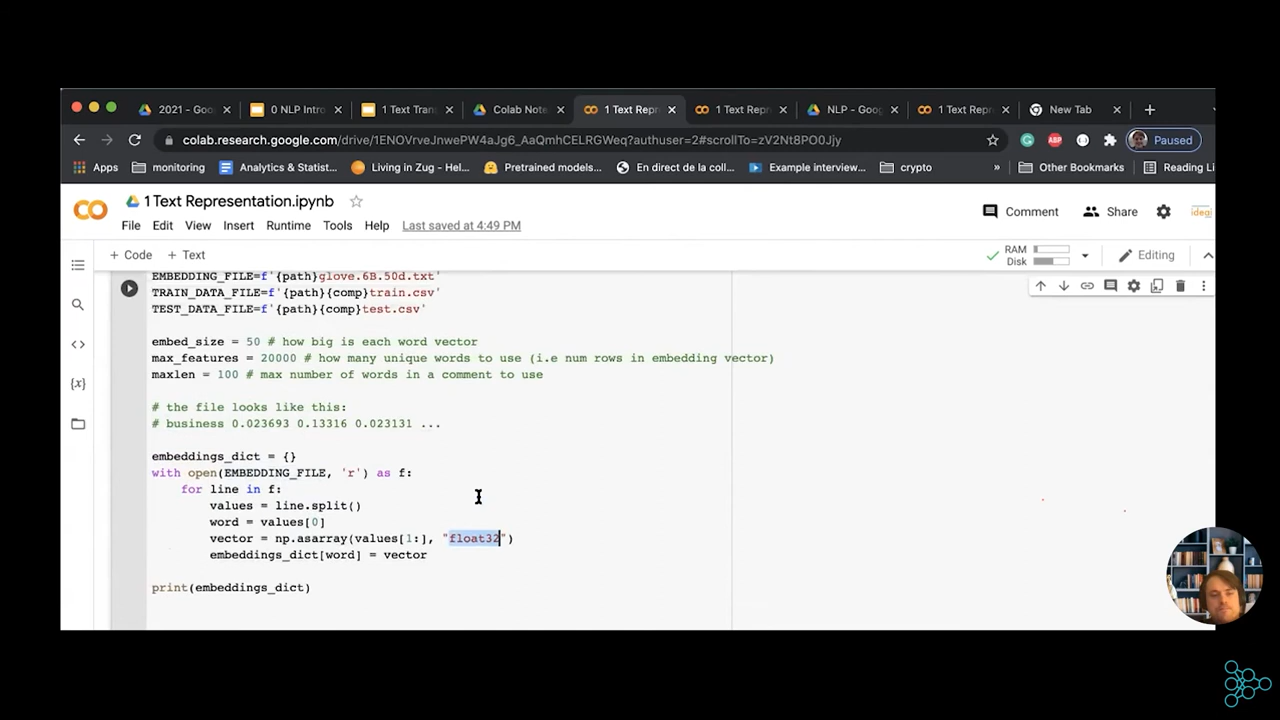 2021 - Goo
0 NLP Intro
1 Text Tran
Colab Note
1 Text Repr
1 Text Repr
NLP - Goog
1 Text Repr
New Tab
colab.research.google.com/drive/1ENOVrveJnwePW4aJg6_AaQmhCELRGWeq?authuser=2#scrollTo=zV2Nt8PO0Jjy
ABP
Paused
Apps
monitoring
Analytics & Statisti...
Living in Zug - Hel...
Pretrained models...
En direct de la coll...
Example interview...
crypto
»
Other Bookmarks
Reading Li
1 Text Representation.ipynb
Comment
Share
File Edit View Insert Runtime Tools Help Last saved at 4:49 PM
+ Code + Text
RAM
Disk
Editing
EMBEDDING_FILE=f'{path}glove.6B.50d.txt'
TRAIN_DATA_FILE=f'{path}{comp}train.csv'
TEST_DATA_FILE=f'{path}{comp}test.csv'
embed_size = 50 # how big is each word vector
max_features = 20000 # how many unique words to use (i.e num rows in embedding vector)
maxlen = 100 # max number of words in a comment to use
# the file looks like this:
# business 0.023693 0.13316 0.023131 ...
embeddings_dict = {}
with open(EMBEDDING_FILE, 'r') as f:
for line in f:
values = line.split()
word = values[0]
vector = np.asarray(values[1:], "float32")
embeddings_dict[word] = vector
print(embeddings_dict)